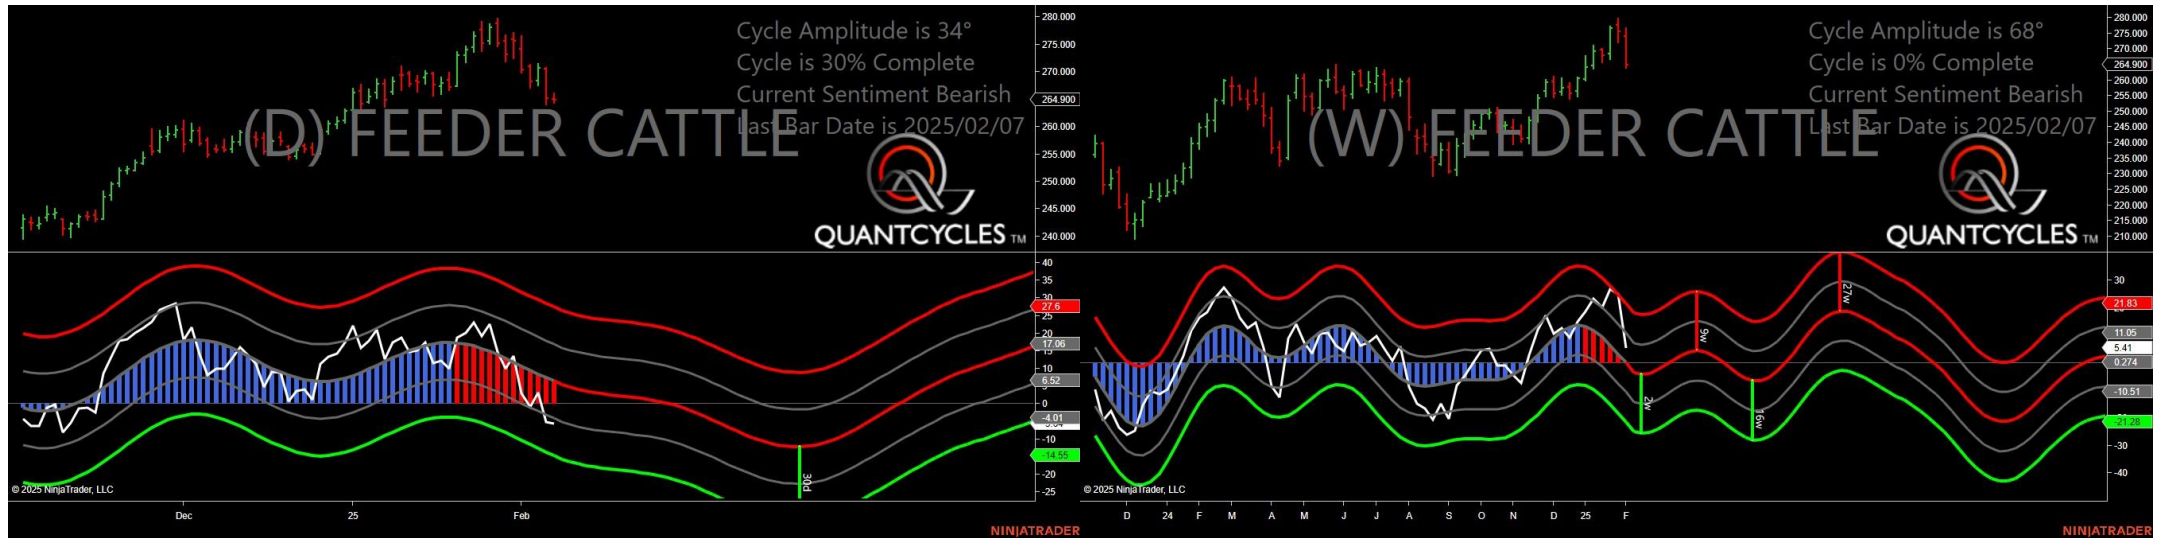 Cycle Amplitude is 34°
Cycle is 30% Complete
Current Sentiment Bearish
Last Bar Date is 2025/02/07
(D) FEEDER CATTLE
QUANTCYCLES TM
280.000
275.000
270.000
264.900
260.000
255.000
250.000
245.000
240.000
40
35
30
27.6
25
20
17.06
15
10
6.52
5
0
-4.01
-10
-14.55
-20
-25
30d
© 2025 NinjaTrader, LLC
Dec
25
Feb
NINJATRADER
Cycle Amplitude is 68°
Cycle is 0% Complete
Current Sentiment Bearish
Last Bar Date is 2025/02/07
(W) FEEDER CATTLE
QUANTCYCLES TM
280.000
275.000
270.000
264.900
260.000
255.000
250.000
245.000
240.000
235.000
230.000
225.000
220.000
215.000
210.000
30
21.83
11.05
5.41
0.274
-10.51
-21.28
-30
-40
2w
9w
16w
27w
© 2025 NinjaTrader, LLC
D
24
F
M
A
M
J
J
A
S
O
N
D
25
F
NINJATRADER